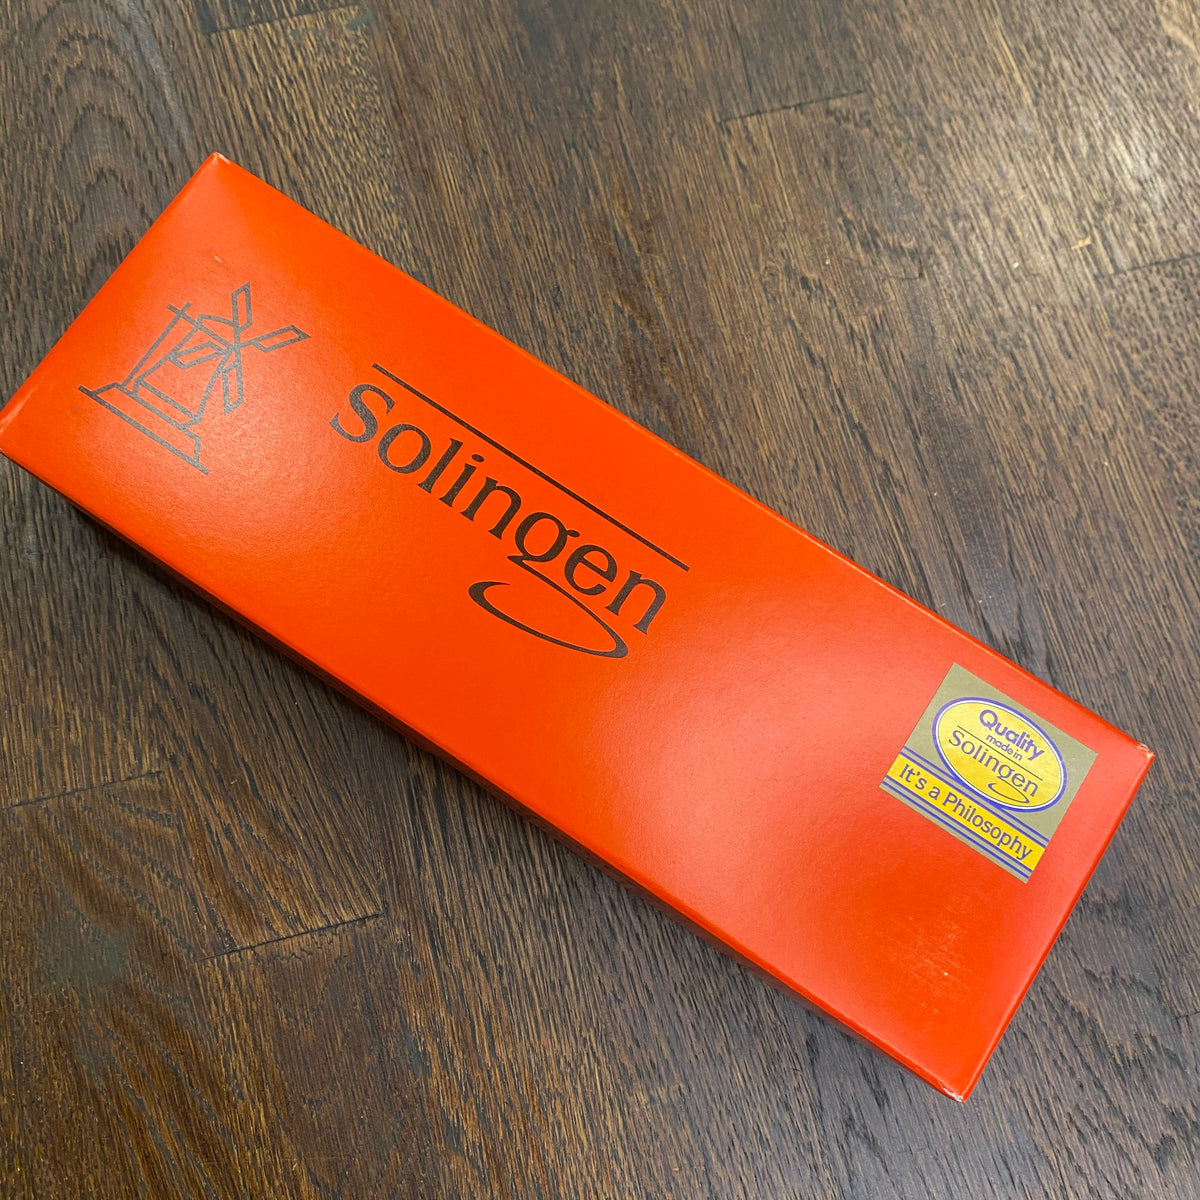 Solingen
Quality
made in
Solingen
It's a Philosophy